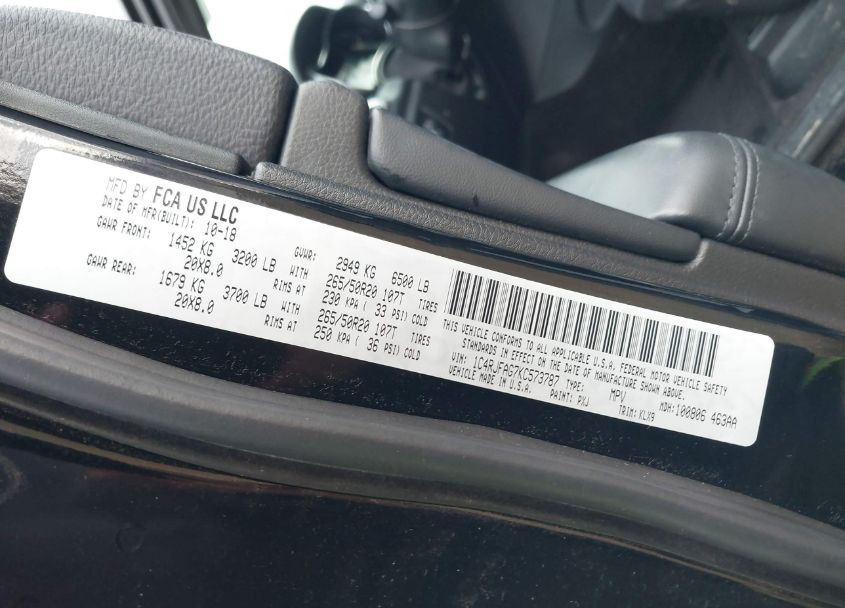 MFD BY FCA US LLC
DATE OF MFR(BUILT): 10-18 GVWR: 2949 KG 6500 LB
GAWR FRONT: 1452 KG 3200 LB WITH 265/50R20 107T TIRES
20X8.0 RIMS AT 230 KPA ( 33 PSI) COLD
GAWR REAR: 1679 KG 3700 LB WITH 265/50R20 107T TIRES
20X8.0 RIMS AT 250 KPA ( 36 PSI) COLD
THIS VEHICLE CONFORMS TO ALL APPLICABLE U.S.A. FEDERAL MOTOR VEHICLE SAFETY
STANDARDS IN EFFECT ON THE DATE OF MANUFACTURE SHOWN ABOVE.
VIN: 1C4RJFAG7KC573787 TYPE: MPV MDH:100806 463AA
VEHICLE MADE IN U.S.A. PAINT: PXJ TRIM: KLX9